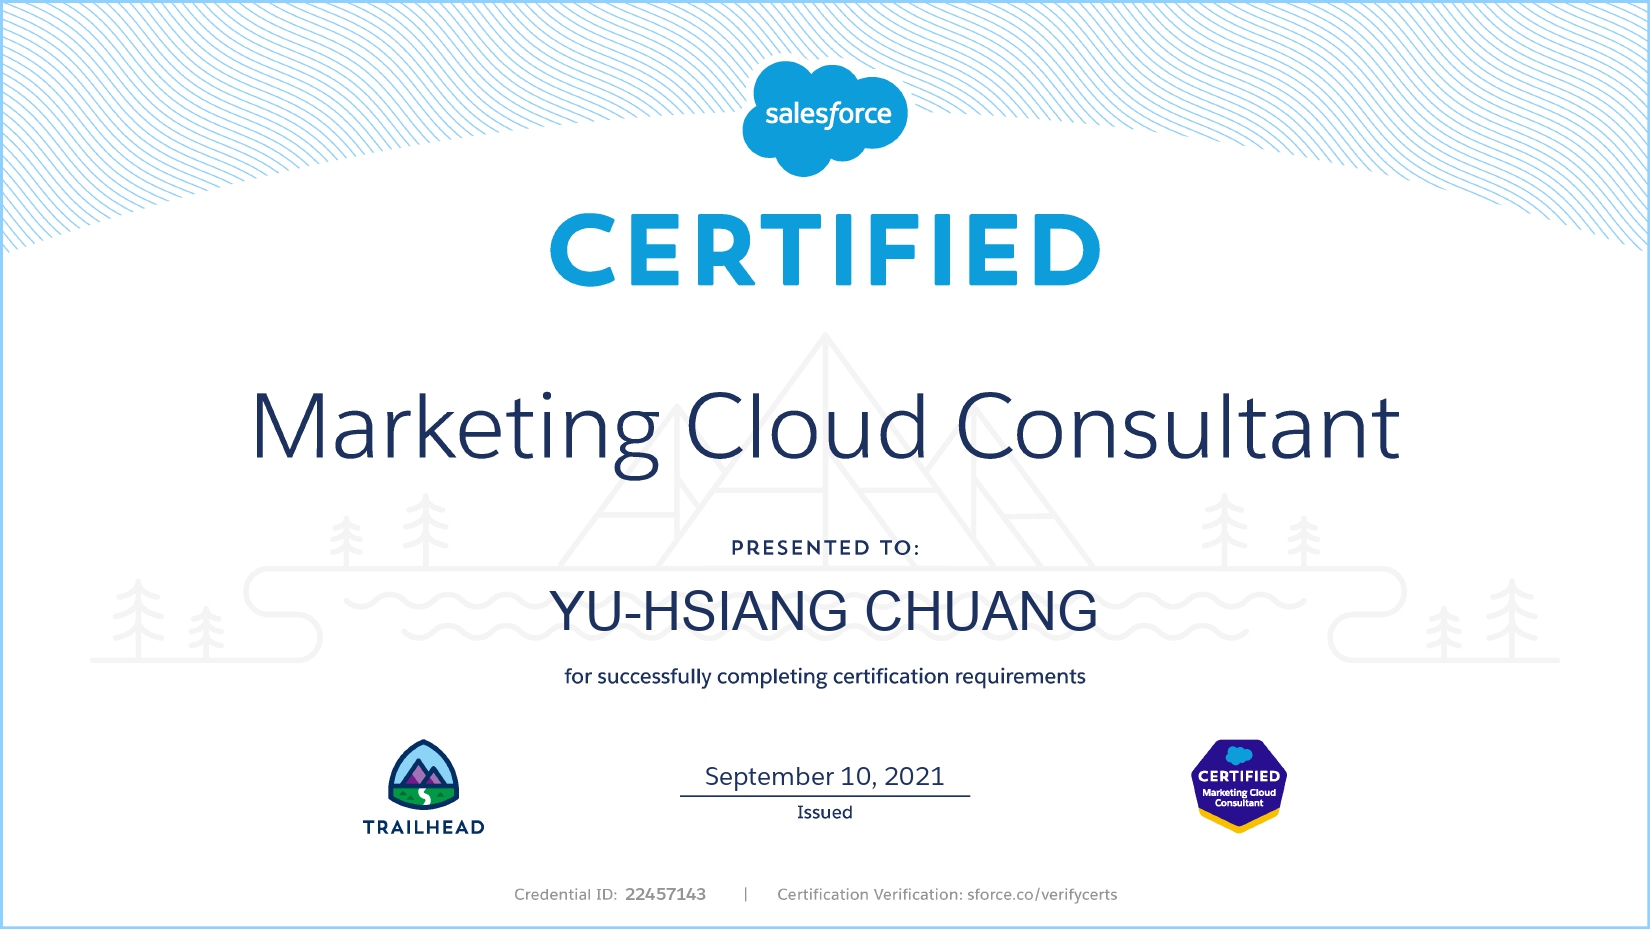 salesforce
CERTIFIED
Marketing Cloud Consultant
PRESENTED TO:
YU-HSIANG CHUANG
for successfully completing certification requirements
TRAILHEAD
September 10, 2021
Issued
CERTIFIED
Marketing Cloud
Consultant
Credential ID: 22457143 | Certification Verification: sforce.co/verifycerts